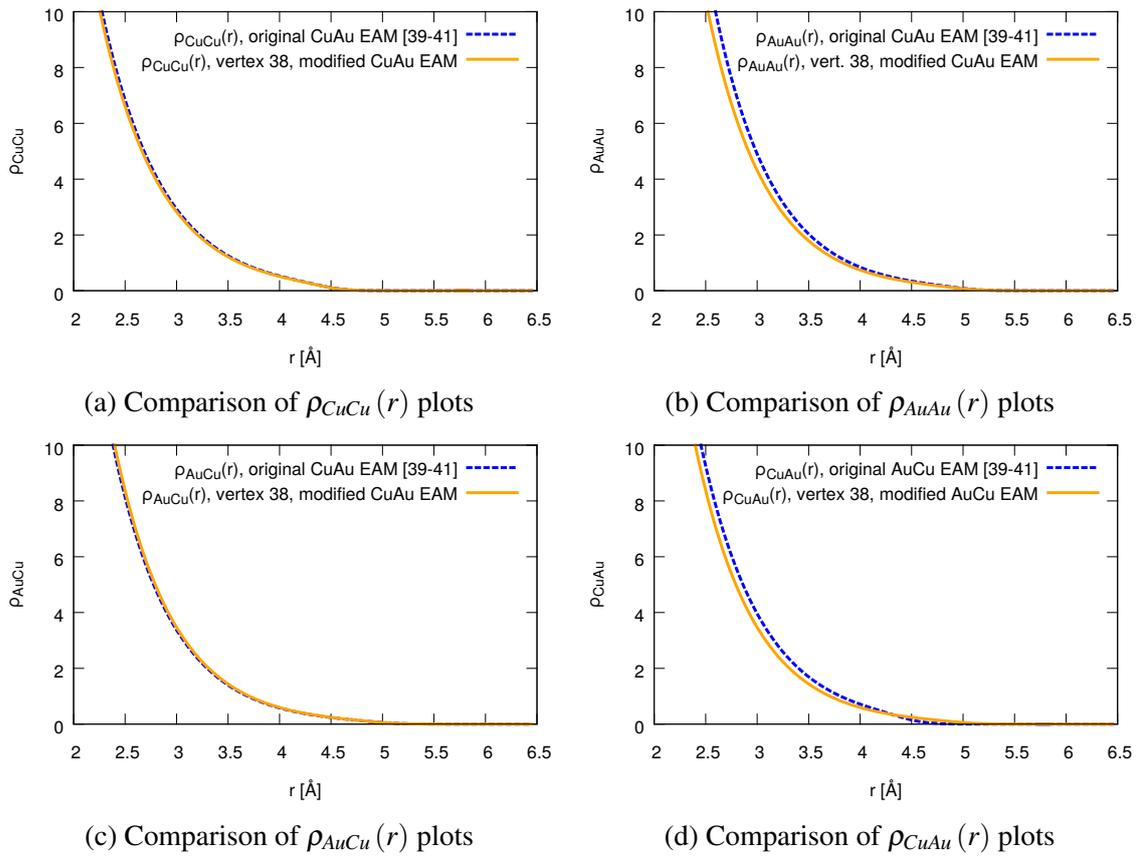 10
8
6
4
2
0
ρCuCu
ρCuCu(r), original CuAu EAM [39-41]
ρCuCu(r), vertex 38, modified CuAu EAM
2 2.5 3 3.5 4 4.5 5 5.5 6 6.5
r [Å]
(a) Comparison of ρCuCu (r) plots
10
8
6
4
2
0
ρAuAu
ρAuAu(r), original CuAu EAM [39-41]
ρAuAu(r), vert. 38, modified CuAu EAM
2 2.5 3 3.5 4 4.5 5 5.5 6 6.5
r [Å]
(b) Comparison of ρAuAu (r) plots
10
8
6
4
2
0
ρAuCu
ρAuCu(r), original CuAu EAM [39-41]
ρAuCu(r), vertex 38, modified CuAu EAM
2 2.5 3 3.5 4 4.5 5 5.5 6 6.5
r [Å]
(c) Comparison of ρAuCu (r) plots
10
8
6
4
2
0
ρCuAu
ρCuAu(r), original AuCu EAM [39-41]
ρCuAu(r), vertex 38, modified AuCu EAM
2 2.5 3 3.5 4 4.5 5 5.5 6 6.5
r [Å]
(d) Comparison of ρCuAu (r) plots